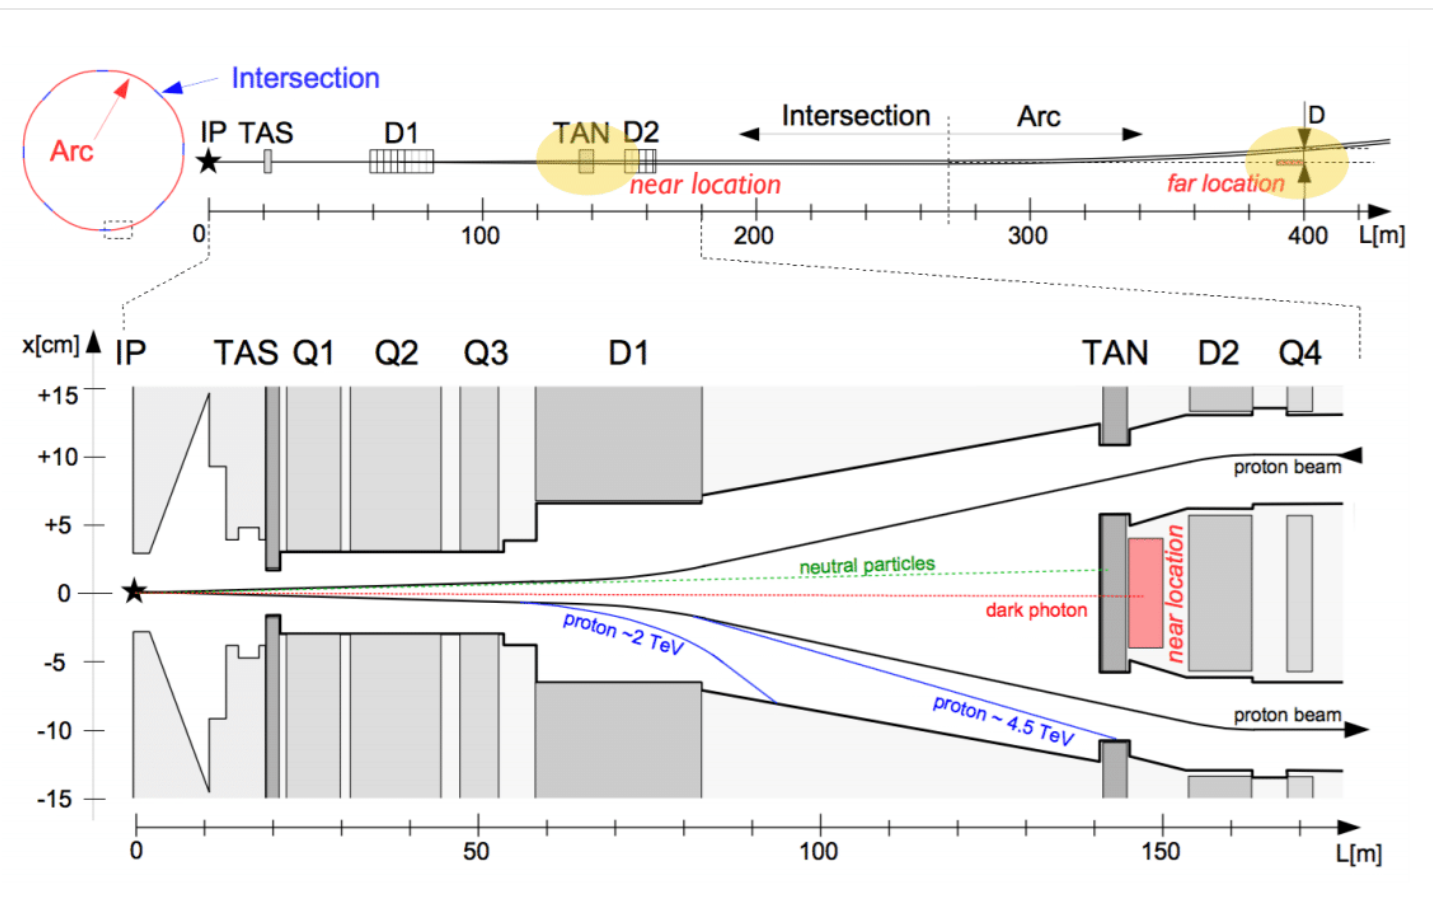 Intersection
Arc
IP TAS D1 TAN D2
Intersection Arc D
near location
far location
0 100 200 300 400 L[m]
x[cm] IP TAS Q1 Q2 Q3 D1 TAN D2 Q4
+15
+10
proton beam
+5
neutral particles
near location
0
dark photon
proton ~2 TeV
-5
proton ~ 4.5 TeV
proton beam
-10
-15
0 50 100 150 L[m]